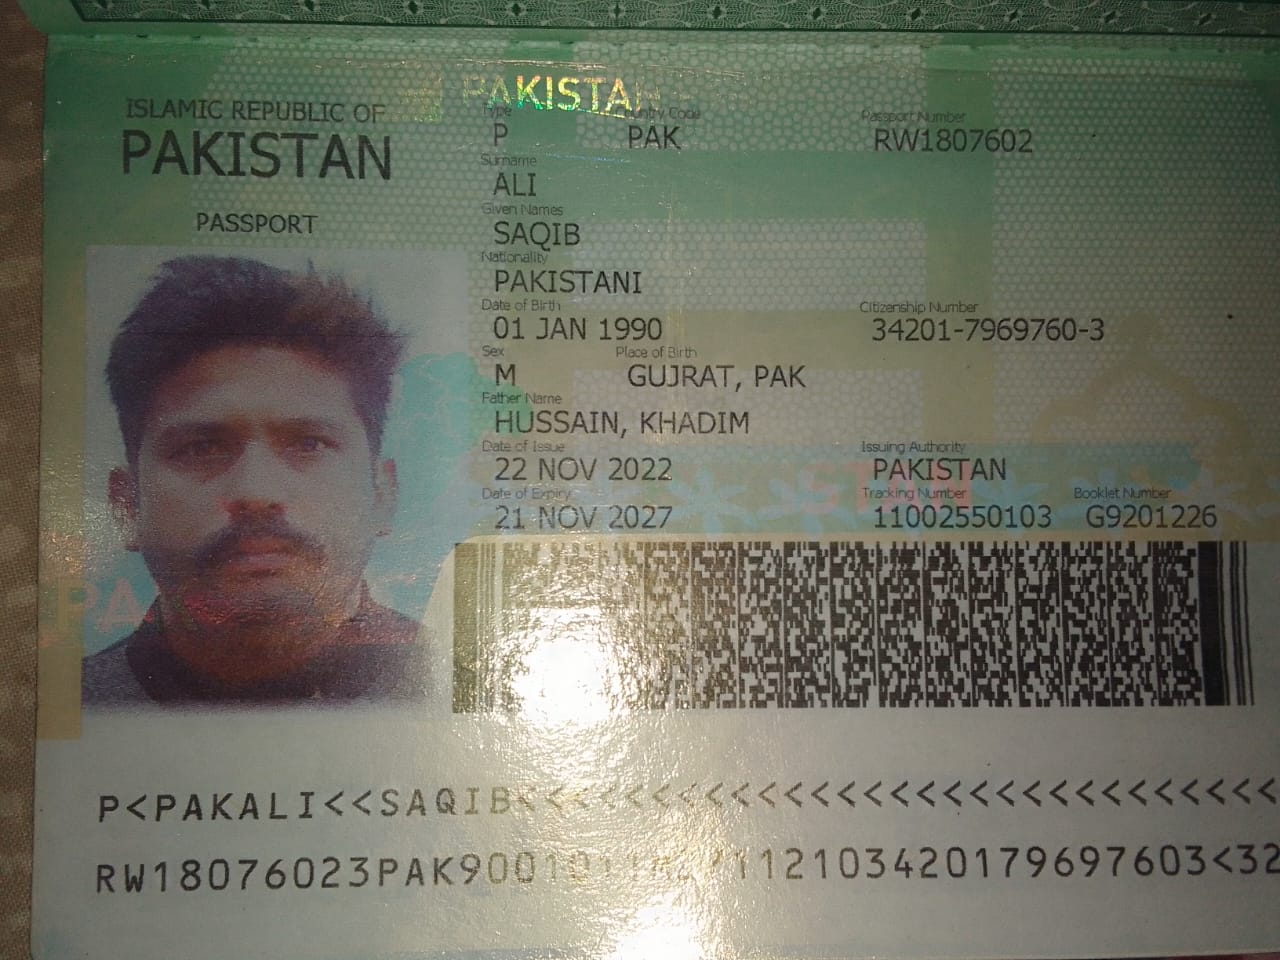 PAKISTAN
ISLAMIC REPUBLIC OF
PAKISTAN
PASSPORT
Type Country Code Passport Number
P PAK RW1807602
Surname
ALI
Given Names
SAQIB
Nationality
PAKISTANI
Date of Birth Citizenship Number
01 JAN 1990 34201-7969760-3
Sex Place of Birth
M GUJRAT, PAK
Father Name
HUSSAIN, KHADIM
Date of Issue Issuing Authority
22 NOV 2022 PAKISTAN
Date of Expiry Tracking Number Booklet Number
21 NOV 2027 11002550103 G9201226
P<PAKALI<<SAQIB<<<<<<<<<<<<<<<<<<<<<<<<<<<
RW18076023PAK900101 112103420179697603<32